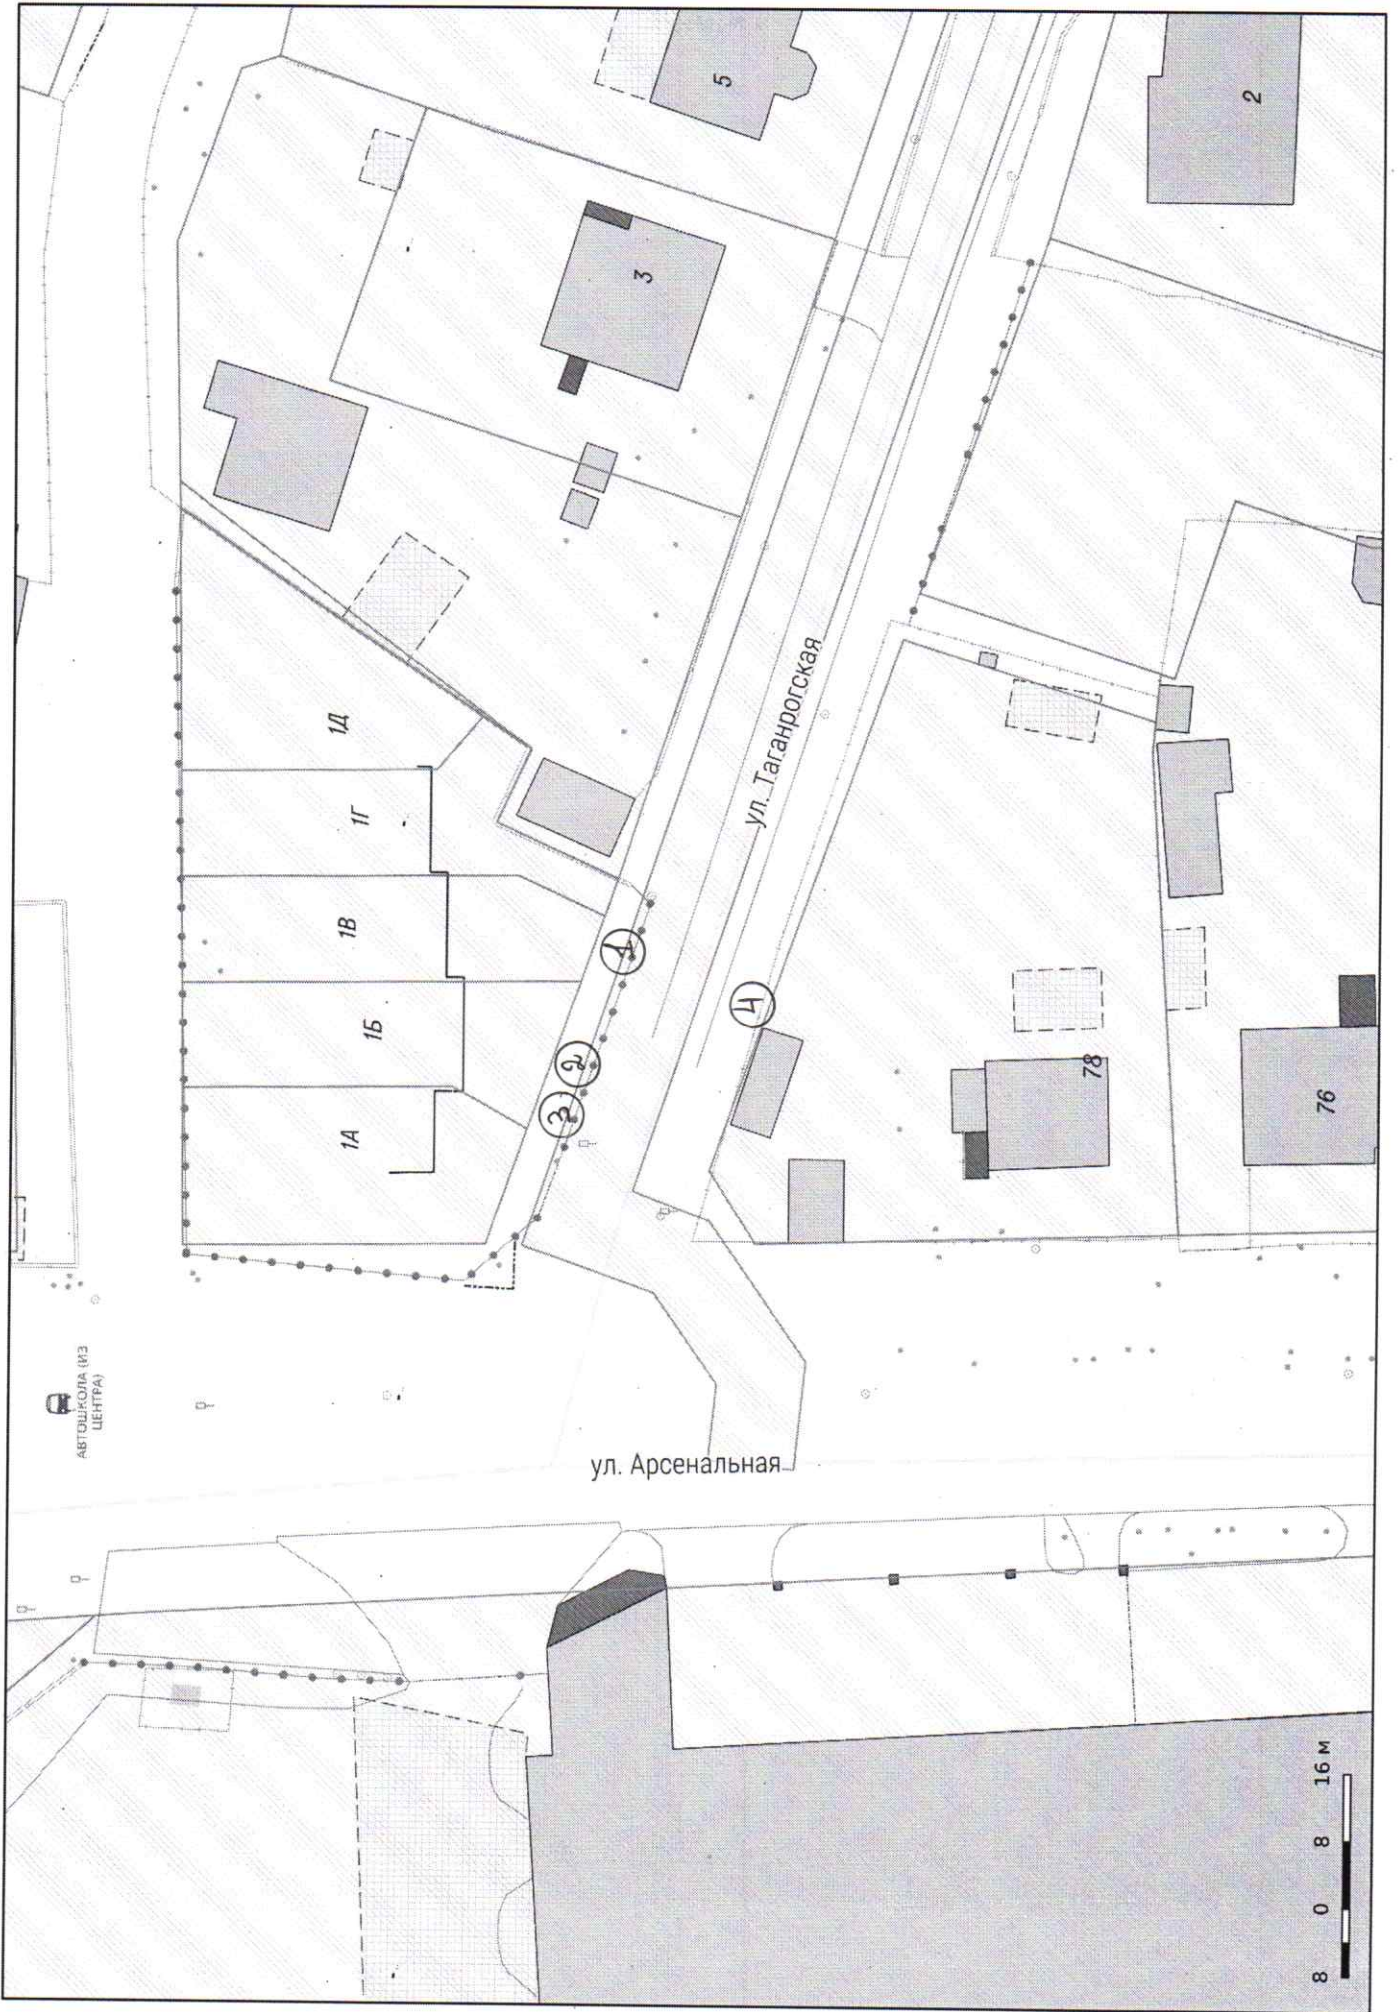 5
2
3
1Д
1Г
1В
1Б
1А
ул. Таганрогская
1
2
3
4
78
76
АВТОШКОЛА (ИЗ
ЦЕНТРА)
ул. Арсенальная
8 0 8 16 м